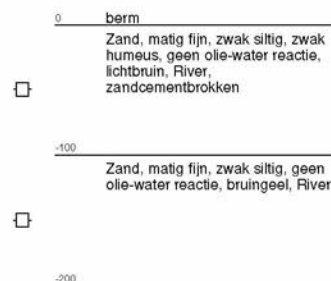 0 berm
Zand, matig fijn, zwak siltig, zwak
humeus, geen olie-water reactie,
lichtbruin, River,
zandcementbrokken
-100
Zand, matig fijn, zwak siltig, geen
olie-water reactie, bruingeel, River
-200